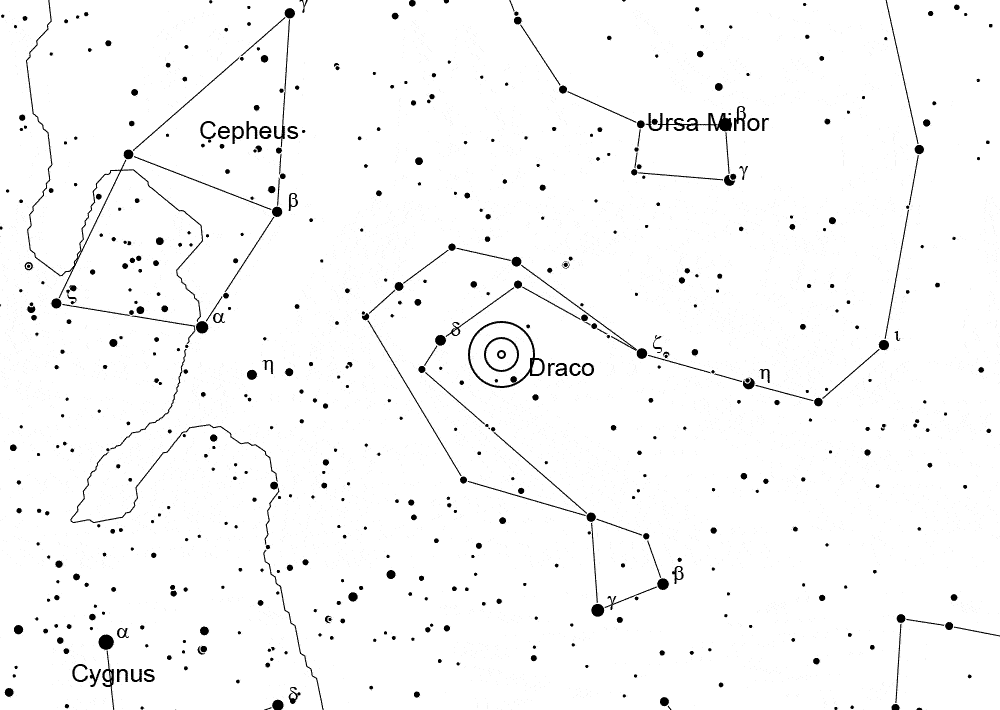 γ
β
Ursa Minor
Cepheus
γ
β
ζ
α
δ
ι
ζ
η
Draco
η
β
γ
α
Cygnus
δ